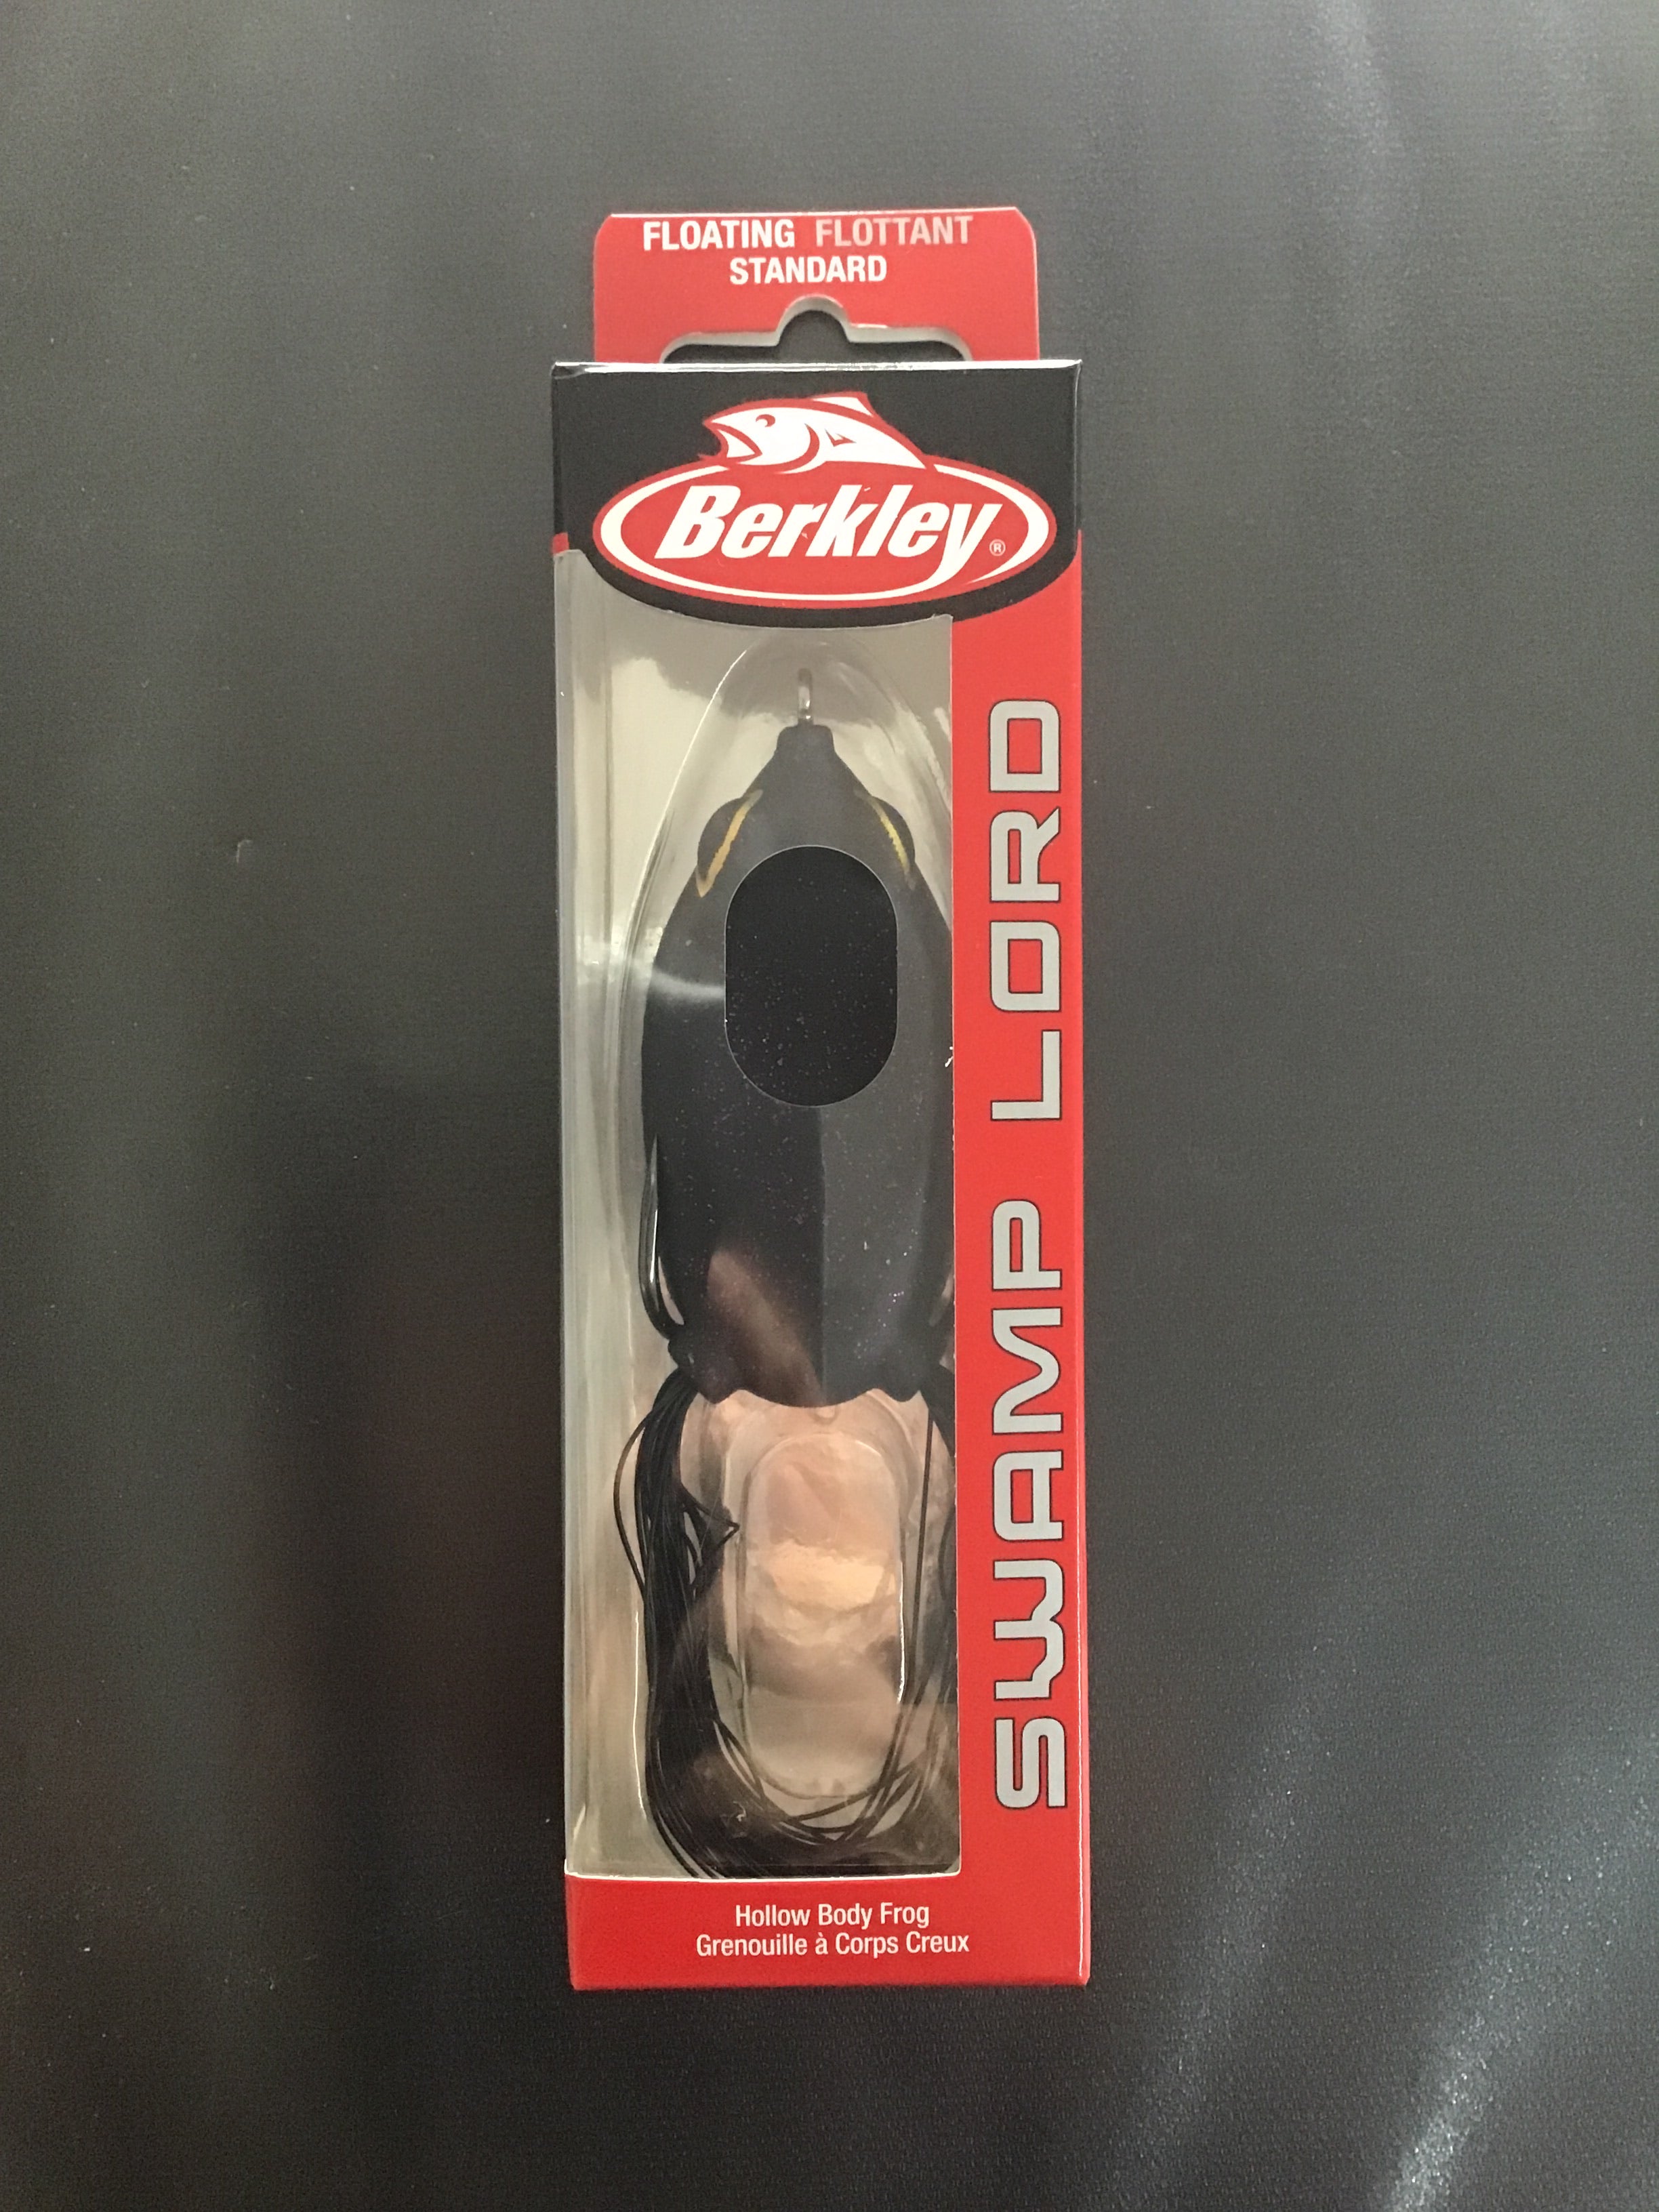 FLOATING FLOTTANT
STANDARD
Berkley®
SWAMP LORD
Hollow Body Frog
Grenouille à Corps Creux